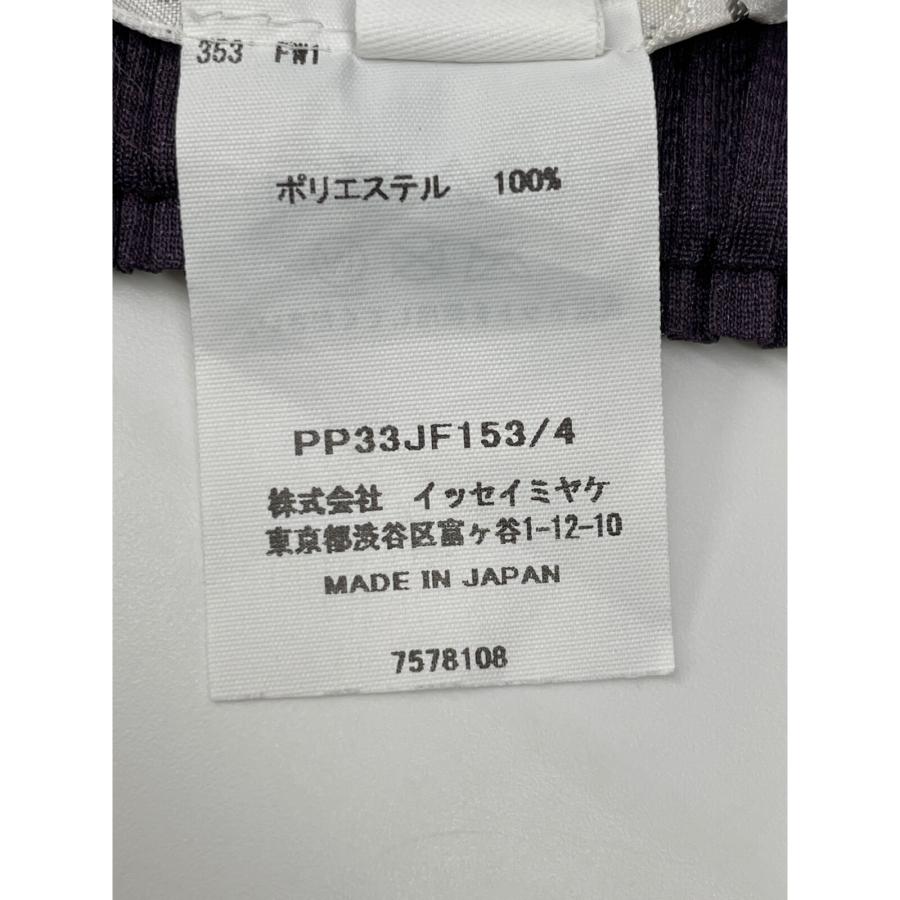 353 FW1
ポリエステル 100%
PP33JF153/4
株式会社 イッセイミヤケ
東京都渋谷区富ヶ谷1-12-10
MADE IN JAPAN
7578108